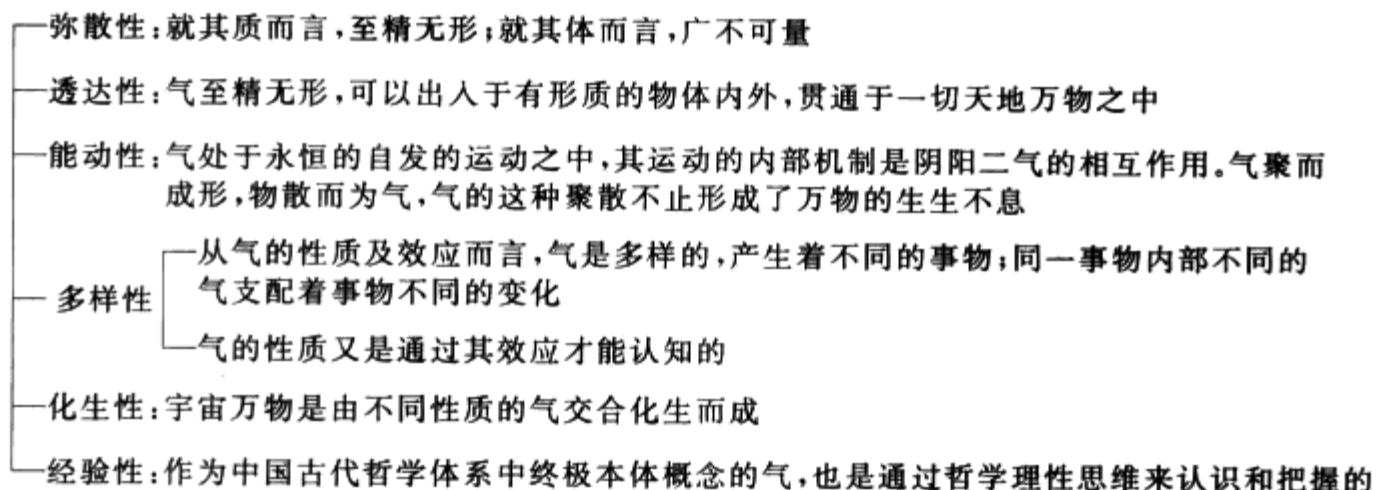 弥散性:就其质而言,至精无形;就其体而言,广不可量
透达性:气至精无形,可以出入于有形质的物体内外,贯通于一切天地万物之中
能动性:气处于永恒的自发的运动之中,其运动的内部机制是阴阳二气的相互作用。气聚而
成形,物散而为气,气的这种聚散不止形成了万物的生生不息
多样性
从气的性质及效应而言,气是多样的,产生着不同的事物;同一事物内部不同的
气支配着事物不同的变化
气的性质又是通过其效应才能认知的
化生性:宇宙万物是由不同性质的气交合化生而成
经验性:作为中国古代哲学体系中终极本体概念的气,也是通过哲学理性思维来认识和把握的